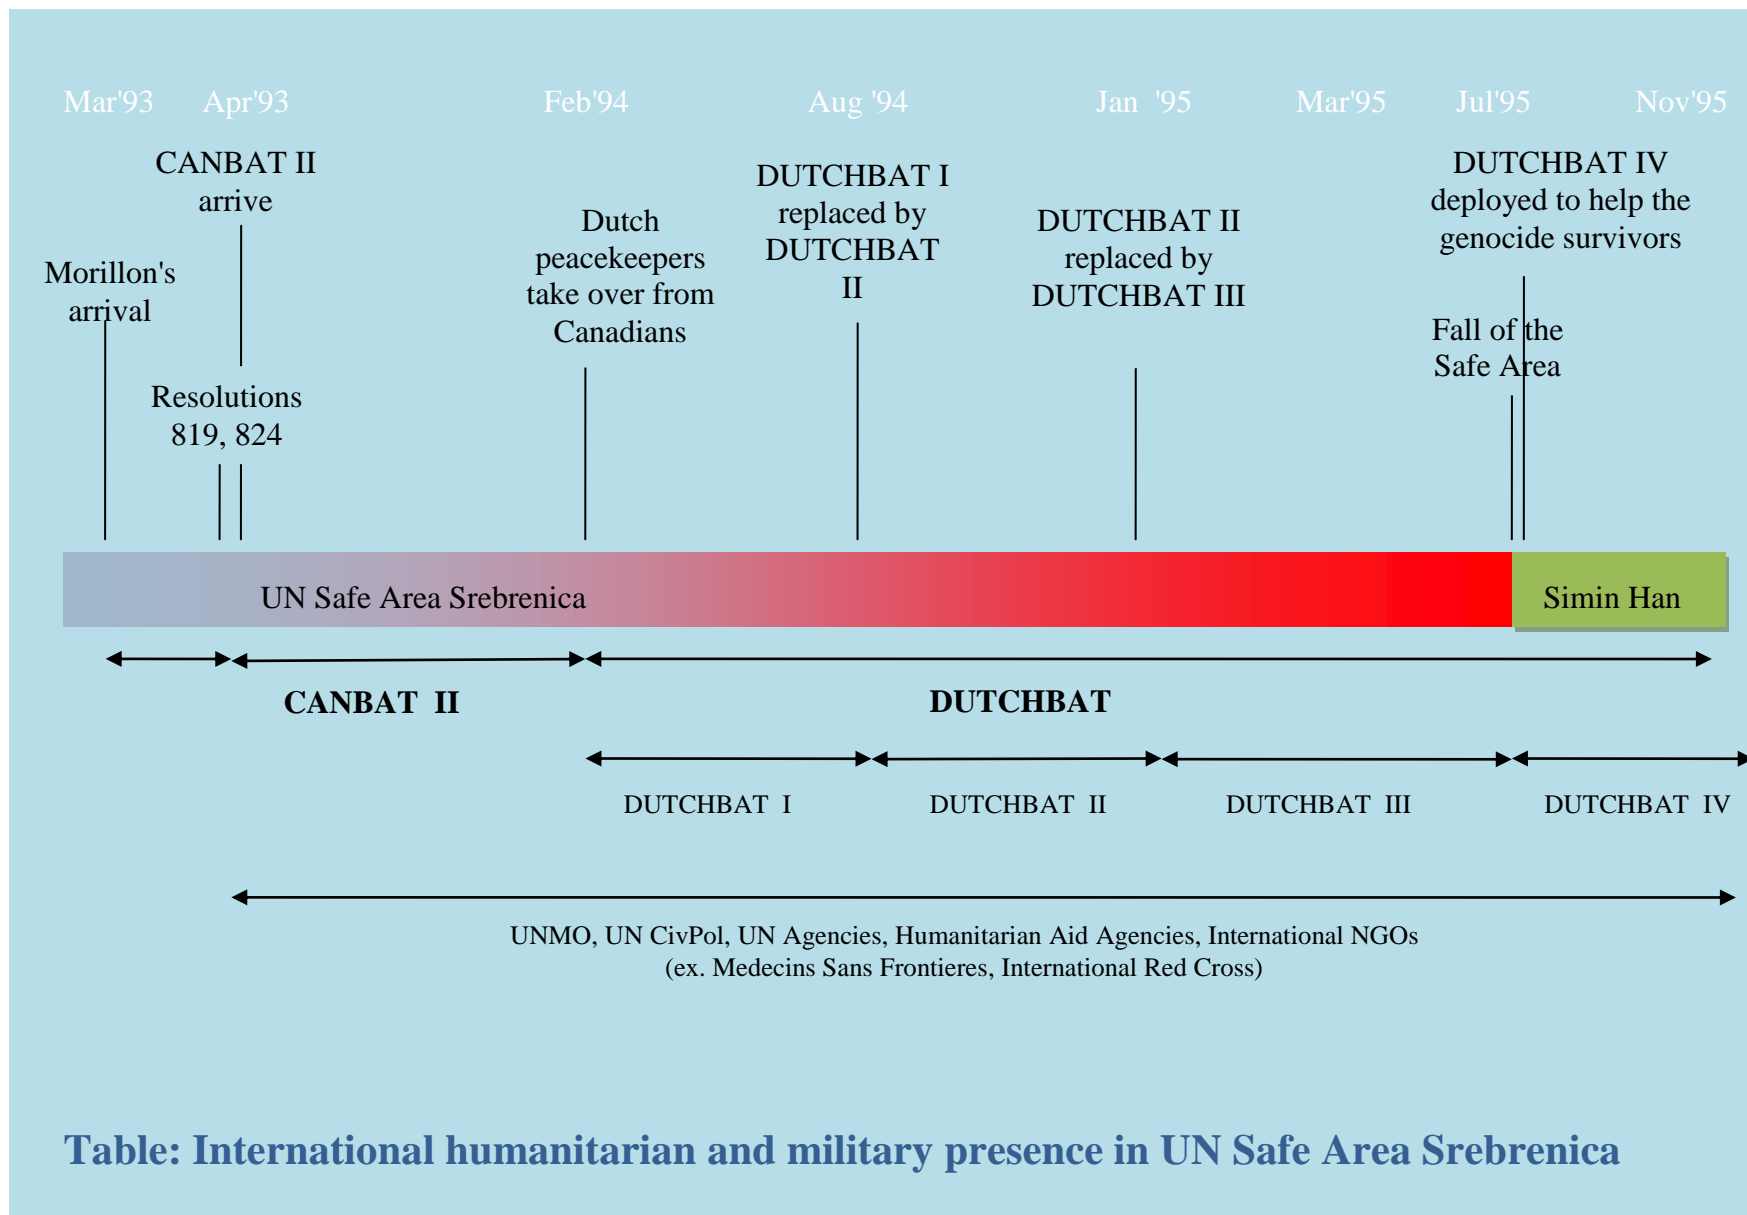 Mar'93 Apr'93 Feb'94 Aug '94 Jan '95 Mar'95 Jul'95 Nov'95
Morillon's
arrival
CANBAT II
arrive
Resolutions
819, 824
Dutch
peacekeepers
take over from
Canadians
DUTCHBAT I
replaced by
DUTCHBAT
II
DUTCHBAT II
replaced by
DUTCHBAT III
DUTCHBAT IV
deployed to help the
genocide survivors
Fall of the
Safe Area
UN Safe Area Srebrenica
Simin Han
CANBAT II
DUTCHBAT
DUTCHBAT I
DUTCHBAT II
DUTCHBAT III
DUTCHBAT IV
UNMO, UN CivPol, UN Agencies, Humanitarian Aid Agencies, International NGOs
(ex. Medecins Sans Frontieres, International Red Cross)
Table: International humanitarian and military presence in UN Safe Area Srebrenica